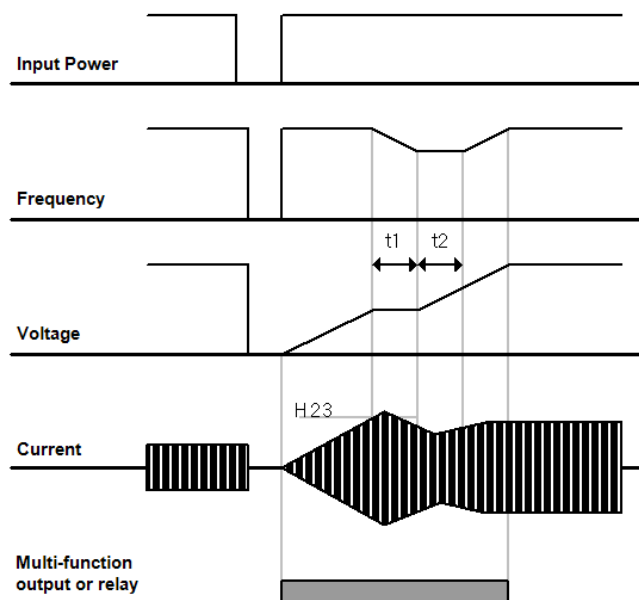 Input Power
Frequency
t1
t2
Voltage
H23
Current
Multi-function
output or relay